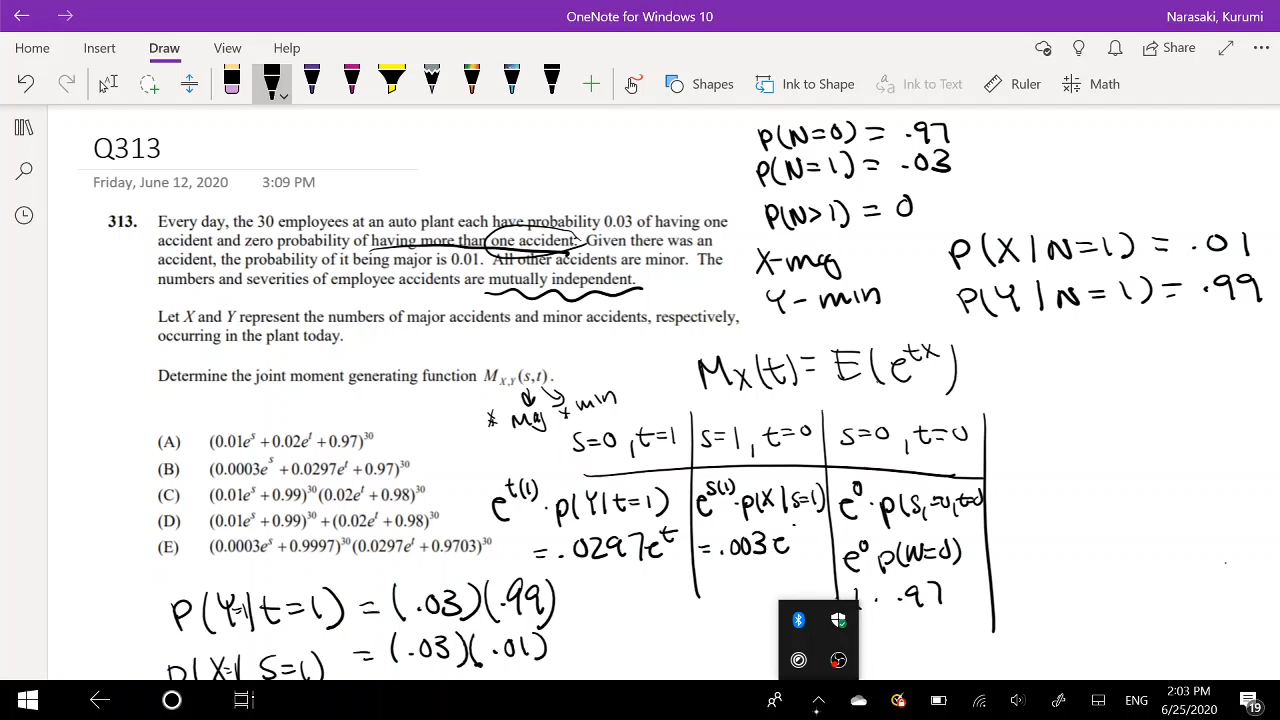 OneNote for Windows 10
Narasaki, Kurumi
Home Insert Draw View Help
Share
Shapes
Ink to Shape
Ink to Text
Ruler
Math
Q313
Friday, June 12, 2020 3:09 PM
313. Every day, the 30 employees at an auto plant each have probability 0.03 of having one
accident and zero probability of having more than one accident. Given there was an
accident, the probability of it being major is 0.01. All other accidents are minor. The
numbers and severities of employee accidents are mutually independent.
Let X and Y represent the numbers of major accidents and minor accidents, respectively,
occurring in the plant today.
Determine the joint moment generating function M_{X,Y}(s,t).
* Maj * min
(A) (0.01e^s + 0.02e^t + 0.97)^30
(B) (0.0003e^s + 0.0297e^t + 0.97)^30
(C) (0.01e^s + 0.99)^30 (0.02e^t + 0.98)^30
(D) (0.01e^s + 0.99)^30 + (0.02e^t + 0.98)^30
(E) (0.0003e^s + 0.9997)^30 (0.0297e^t + 0.9703)^30
P(N=0) = .97
P(N=1) = .03
P(N>1) = 0
X-maj
Y-min
P(X|N=1) = .01
P(Y|N=1) = .99
M_X(t) = E(e^{tx})
s=0, t=1 s=1, t=0 s=0, t=0
e^{t(1)} · P(Y|t=1) e^{s(1)} · P(X|s=1) e^0 · P(s=0, t=0)
= .0297e^t = .003e e^0 P(N=0)
1 · .97
P(Y=1|t=1) = (.03)(.99)
P(X=1|S=1) = (.03)(.01)
ENG
2:03 PM
6/25/2020
19